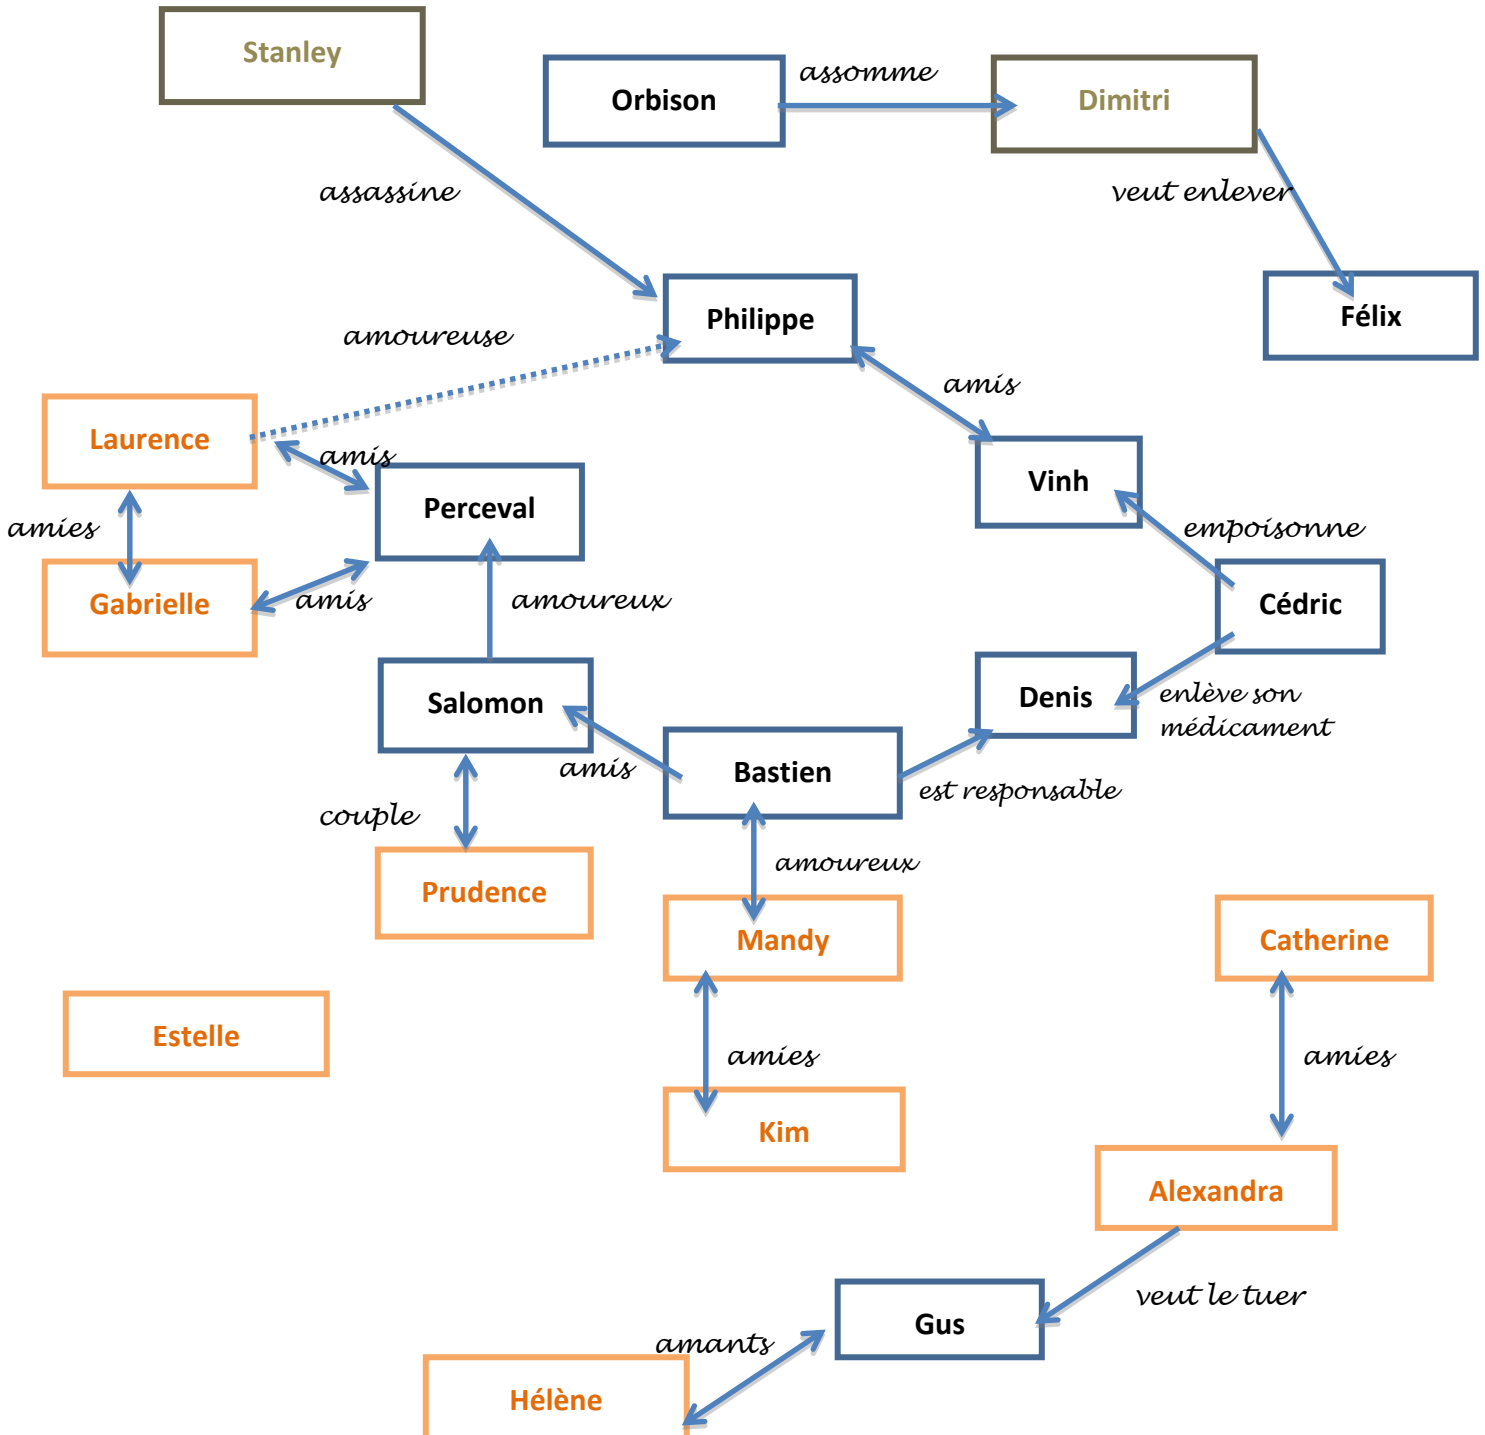 Stanley
Orbison
assomme
Dimitri
assassine
veut enlever
Philippe
Félix
amoureuse
amis
Laurence
amis
Perceval
Vinh
amies
empoisonne
Gabrielle
amis
amoureux
Cédric
Salomon
Denis
enlève son
médicament
amis
Bastien
est responsable
couple
amoureux
Prudence
Mandy
Catherine
Estelle
amies
amies
Kim
Alexandra
veut le tuer
Gus
amants
Hélène